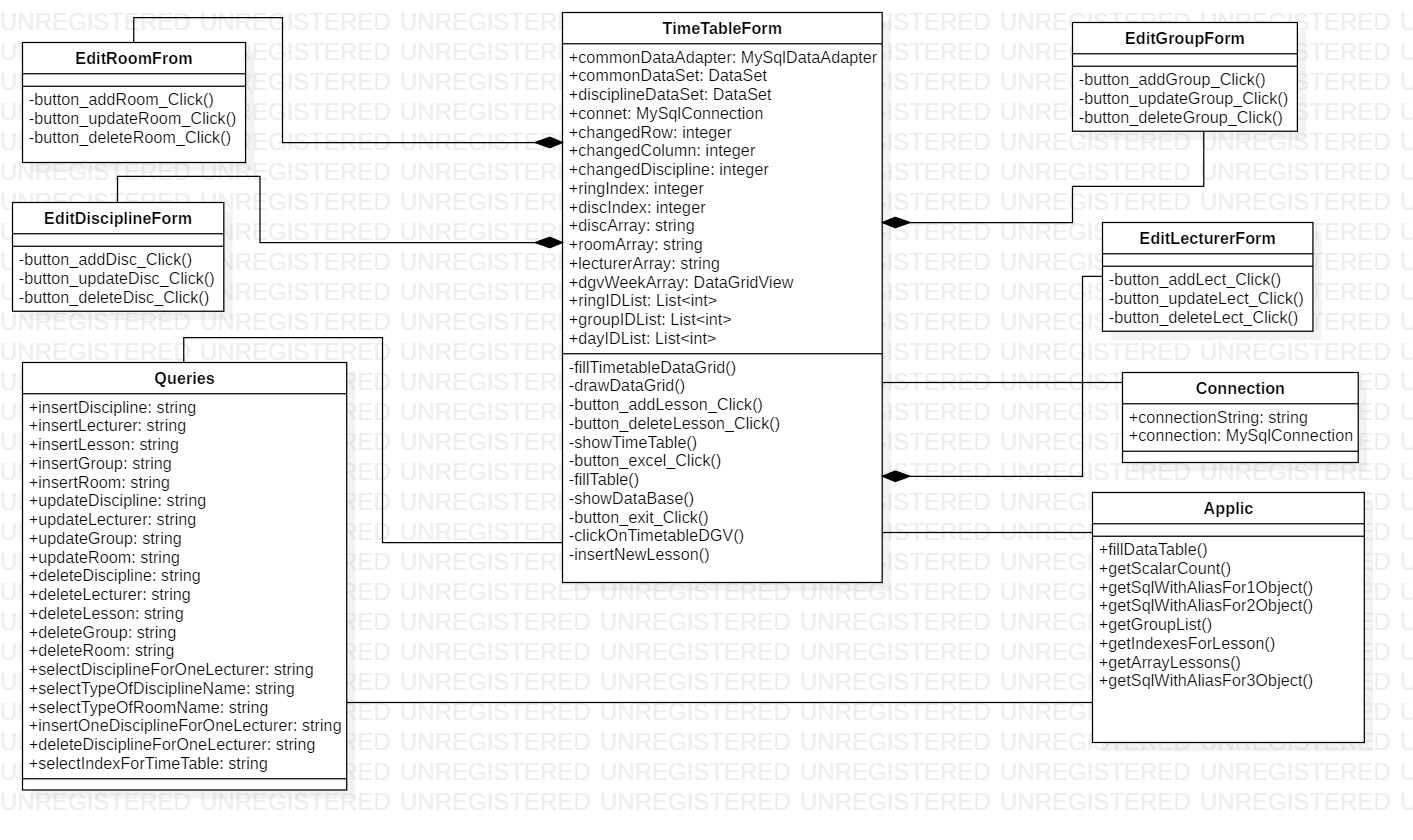 EditRoomFrom
-button_addRoom_Click()
-button_updateRoom_Click()
-button_deleteRoom_Click()
EditDisciplineForm
-button_addDisc_Click()
-button_updateDisc_Click()
-button_deleteDisc_Click()
Queries
+insertDiscipline: string
+insertLecturer: string
+insertLesson: string
+insertGroup: string
+insertRoom: string
+updateDiscipline: string
+updateLecturer: string
+updateGroup: string
+updateRoom: string
+deleteDiscipline: string
+deleteLecturer: string
+deleteLesson: string
+deleteGroup: string
+deleteRoom: string
+selectDisciplineForOneLecturer: string
+selectTypeOfDisciplineName: string
+selectTypeOfRoomName: string
+insertOneDisciplineForOneLecturer: string
+deleteDisciplineForOneLecturer: string
+selectIndexForTimeTable: string
TimeTableForm
+commonDataAdapter: MySqlDataAdapter
+commonDataSet: DataSet
+disciplineDataSet: DataSet
+connet: MySqlConnection
+changedRow: integer
+changedColumn: integer
+changedDiscipline: integer
+ringIndex: integer
+discIndex: integer
+discArray: string
+roomArray: string
+lecturerArray: string
+dgvWeekArray: DataGridView
+ringIDList: List<int>
+groupIDList: List<int>
+dayIDList: List<int>
-fillTimetableDataGrid()
-drawDataGrid()
-button_addLesson_Click()
-button_deleteLesson_Click()
-showTimeTable()
-button_excel_Click()
-fillTable()
-showDataBase()
-button_exit_Click()
-clickOnTimetableDGV()
-insertNewLesson()
EditGroupForm
-button_addGroup_Click()
-button_updateGroup_Click()
-button_deleteGroup_Click()
EditLecturerForm
-button_addLect_Click()
-button_updateLect_Click()
-button_deleteLect_Click()
Connection
+connectionString: string
+connection: MySqlConnection
Applic
+fillDataTable()
+getScalarCount()
+getSqlWithAliasFor1Object()
+getSqlWithAliasFor2Object()
+getGroupList()
+getIndexesForLesson()
+getArrayLessons()
+getSqlWithAliasFor3Object()
UNREGISTERED